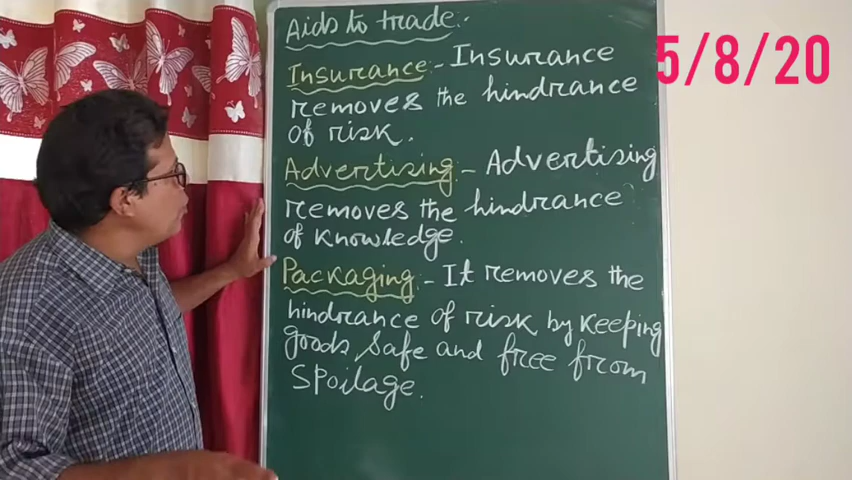 Aids to trade:-
5/8/20
Insurance:- Insurance
removes the hindrance
of risk.
Advertising - Advertising
removes the hindrance
of knowledge.
Packaging:- It removes the
hindrance of risk by keeping
goods, safe and free from
spoilage.